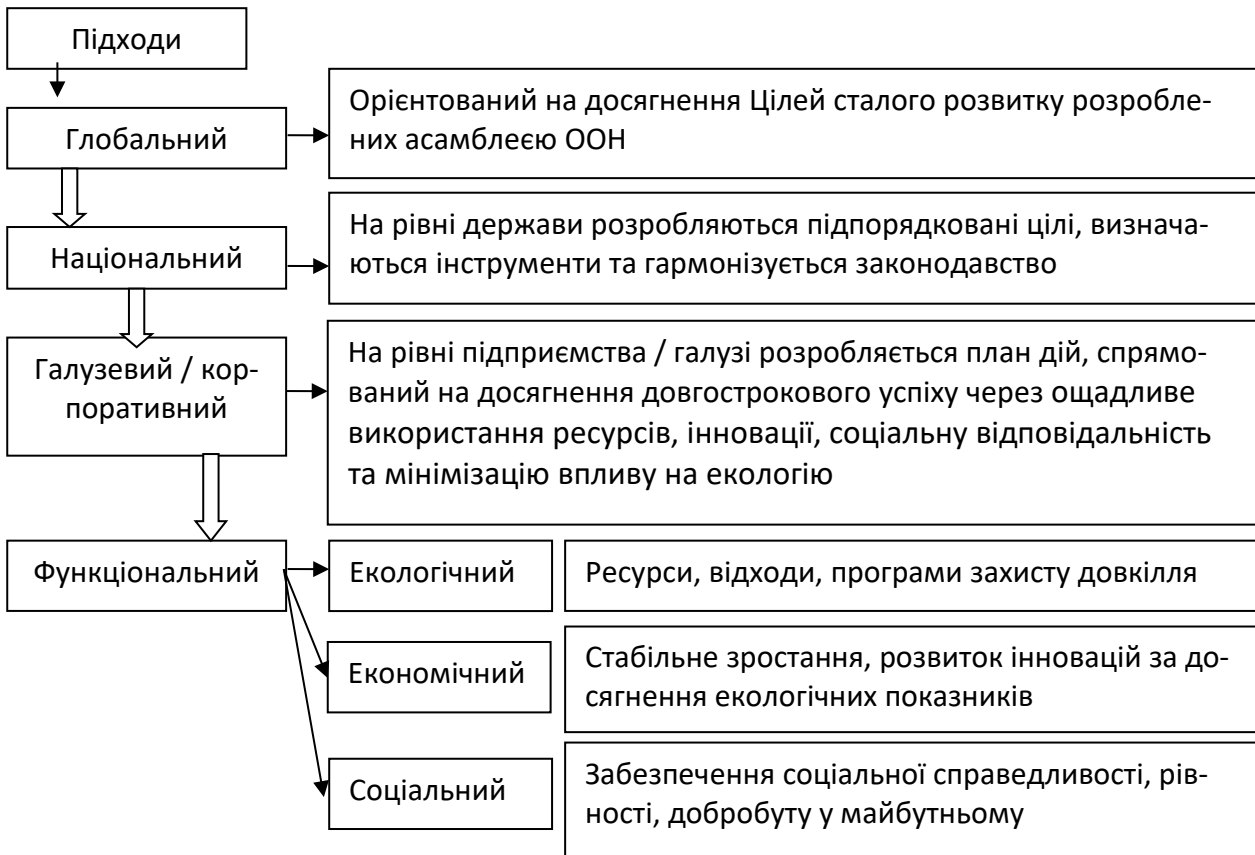 Підходи
Глобальний
Орієнтований на досягнення Цілей сталого розвитку розробле-
них асамблеєю ООН
Національний
На рівні держави розробляються підпорядковані цілі, визнача-
ються інструменти та гармонізується законодавство
Галузевий / кор-
поративний
На рівні підприємства / галузі розробляється план дій, спрямо-
ваний на досягнення довгострокового успіху через ощадливе
використання ресурсів, інновації, соціальну відповідальність
та мінімізацію впливу на екологію
Функціональний
Екологічний
Ресурси, відходи, програми захисту довкілля
Економічний
Стабільне зростання, розвиток інновацій за до-
сягнення екологічних показників
Соціальний
Забезпечення соціальної справедливості, рів-
ності, добробуту у майбутньому